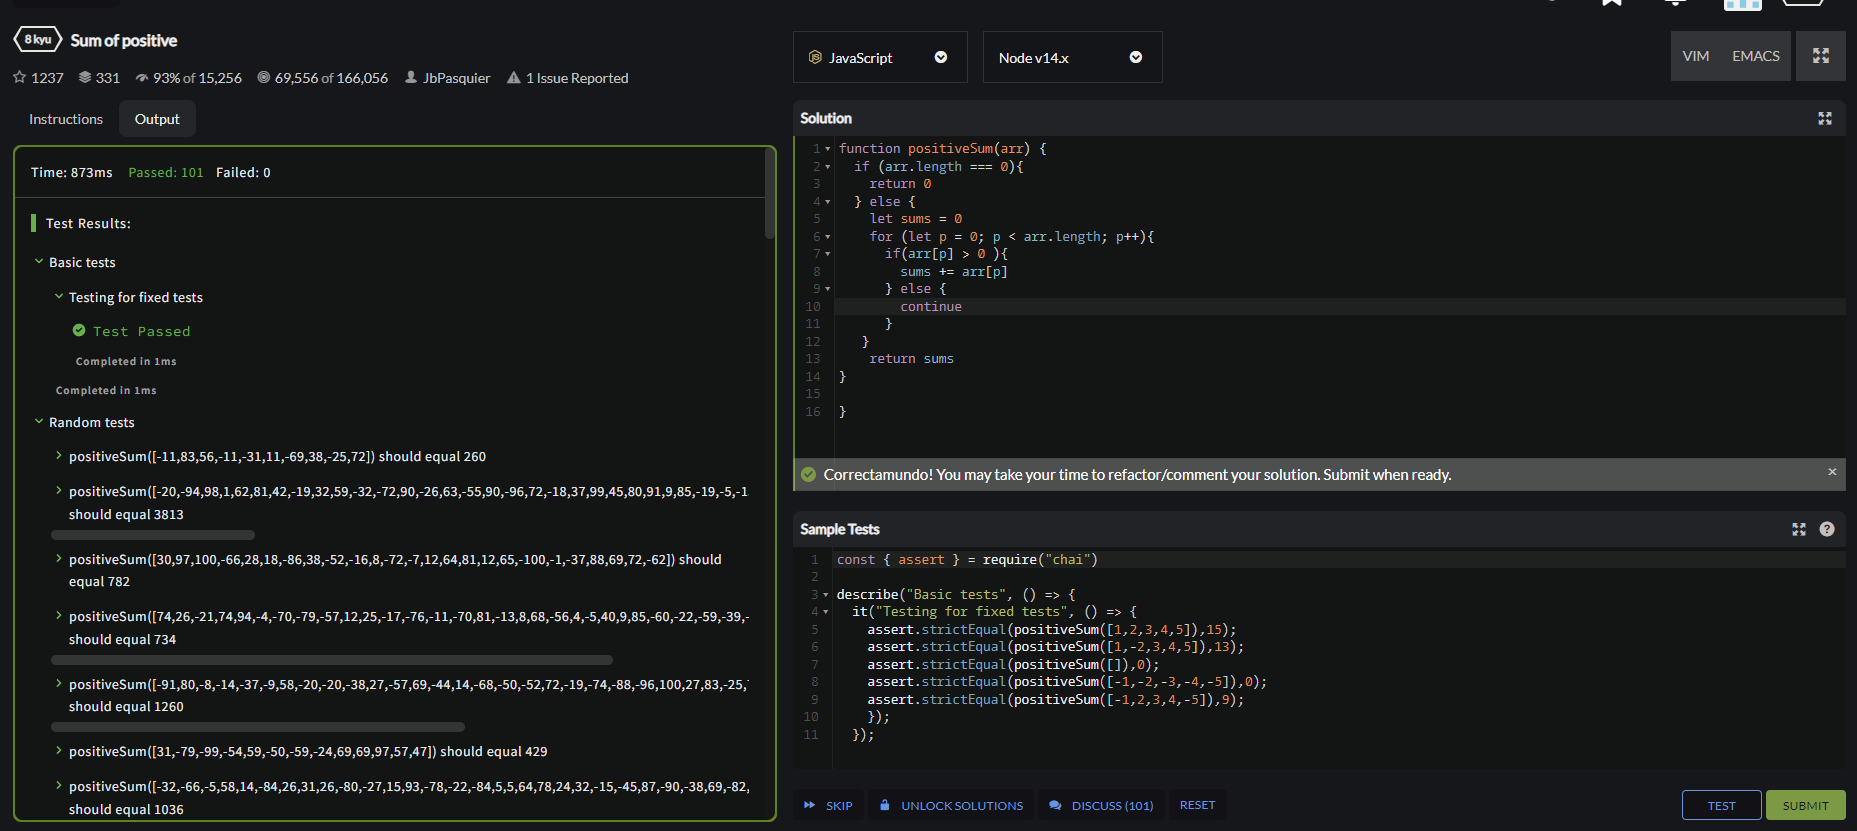 8 kyu Sum of positive
1237 331 93% of 15,256 69,556 of 166,056 JbPasquier 1 Issue Reported
Instructions Output
Time: 873ms Passed: 101 Failed: 0
Test Results:
Basic tests
Testing for fixed tests
Test Passed
Completed in 1ms
Completed in 1ms
Random tests
positiveSum([-11,83,56,-11,-31,11,-69,38,-25,72]) should equal 260
positiveSum([-20,-94,98,1,62,81,42,-19,32,59,-32,-72,90,-26,63,-55,90,-96,72,-18,37,99,45,80,91,9,85,-19,-5,-1
should equal 3813
positiveSum([30,97,100,-66,28,18,-86,38,-52,-16,8,-72,-7,12,64,81,12,65,-100,-1,-37,88,69,72,-62]) should
equal 782
positiveSum([74,26,-21,74,94,-4,-70,-79,-57,12,25,-17,-76,-11,-70,81,-13,8,68,-56,4,-5,40,9,85,-60,-22,-59,-39,-
should equal 734
positiveSum([-91,80,-8,-14,-37,-9,58,-20,-20,-38,27,-57,69,-44,14,-68,-50,-52,72,-19,-74,-88,-96,100,27,83,-25,
should equal 1260
positiveSum([31,-79,-99,-54,59,-50,-59,-24,69,69,97,57,47]) should equal 429
positiveSum([-32,-66,-5,58,14,-84,26,31,26,-80,-27,15,93,-78,-22,-84,5,5,64,78,24,32,-15,-45,87,-90,-38,69,-82,
should equal 1036
JS JavaScript Node v14.x VIM EMACS
Solution
1 function positiveSum(arr) {
2 if (arr.length === 0){
3 return 0
4 } else {
5 let sums = 0
6 for (let p = 0; p < arr.length; p++){
7 if(arr[p] > 0 ){
8 sums += arr[p]
9 } else {
10 continue
11 }
12 }
13 return sums
14 }
15
16 }
Correctamundo! You may take your time to refactor/comment your solution. Submit when ready. ×
Sample Tests ?
1 const { assert } = require("chai")
2
3 describe("Basic tests", () => {
4 it("Testing for fixed tests", () => {
5 assert.strictEqual(positiveSum([1,2,3,4,5]),15);
6 assert.strictEqual(positiveSum([1,-2,3,4,5]),13);
7 assert.strictEqual(positiveSum([]),0);
8 assert.strictEqual(positiveSum([-1,-2,-3,-4,-5]),0);
9 assert.strictEqual(positiveSum([-1,2,3,4,-5]),9);
10 });
11 });
SKIP UNLOCK SOLUTIONS DISCUSS (101) RESET TEST SUBMIT